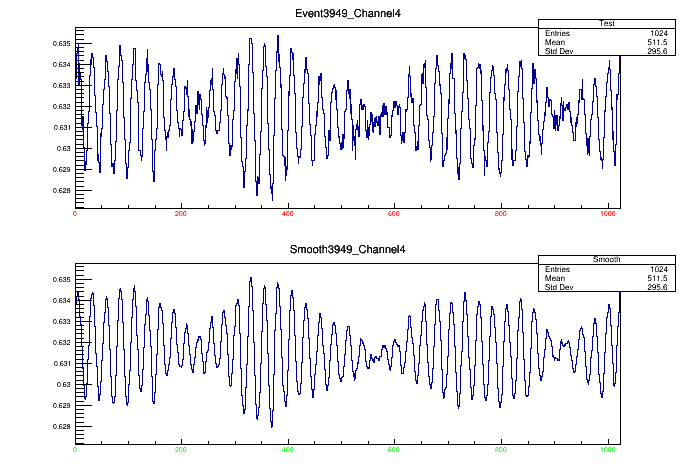 Event3949_Channel4
Test
Entries 1024
Mean 511.5
Std Dev 295.6
0.635
0.634
0.633
0.632
0.631
0.63
0.629
0.628
0 200 400 600 800 1000
Smooth3949_Channel4
Smooth
Entries 1024
Mean 511.5
Std Dev 295.6
0.635
0.634
0.633
0.632
0.631
0.63
0.629
0.628
0 200 400 600 800 1000